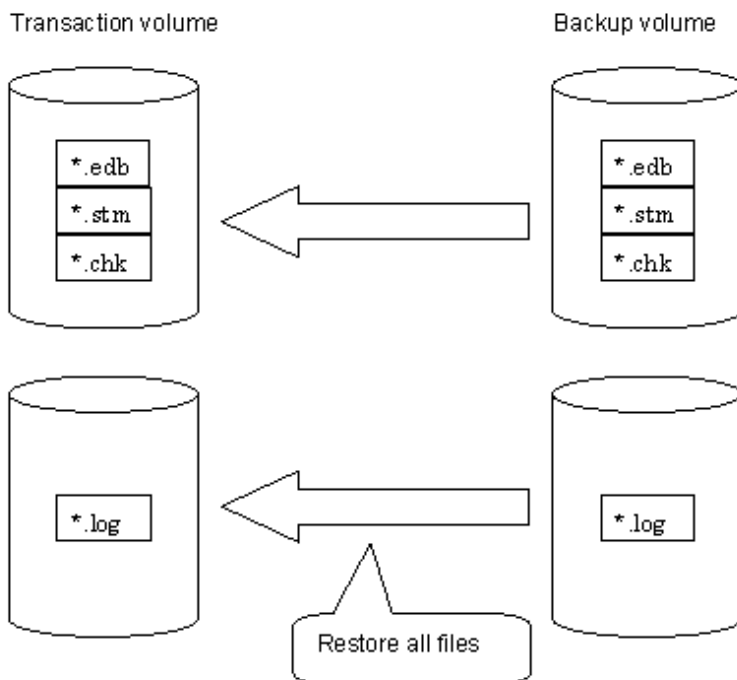 Transaction volume
Backup volume
*.edb
*.edb
*.stm
*.stm
*.chk
*.chk
*.log
*.log
Restore all files